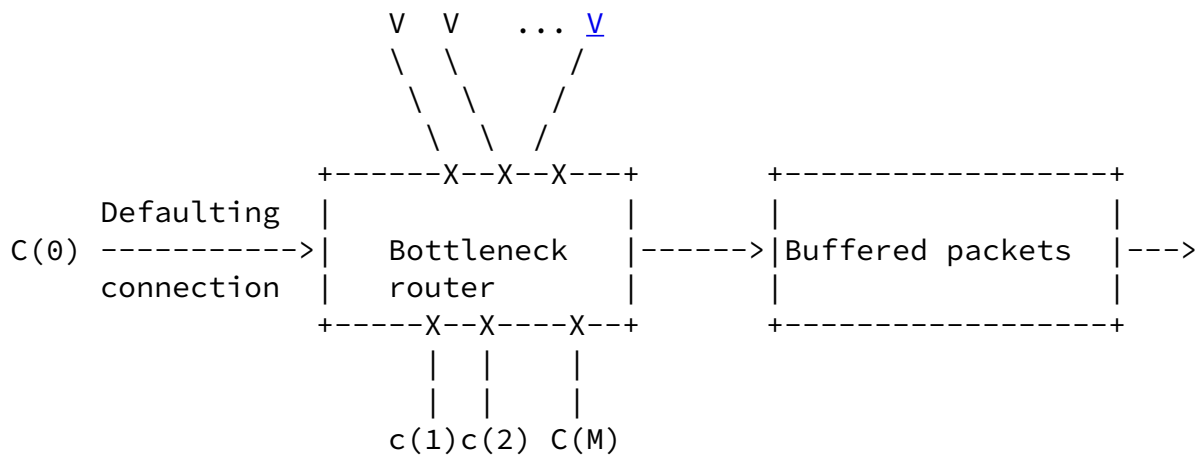 V V ... V
\ \ /
\ \ /
\ \ /
+------X--X--X---+ +------------------+
Defaulting | | | |
C(0) ----------->| Bottleneck |------>|Buffered packets |--->
connection | router | | |
+-----X--X----X--+ +------------------+
| | |
| | |
c(1)c(2) C(M)